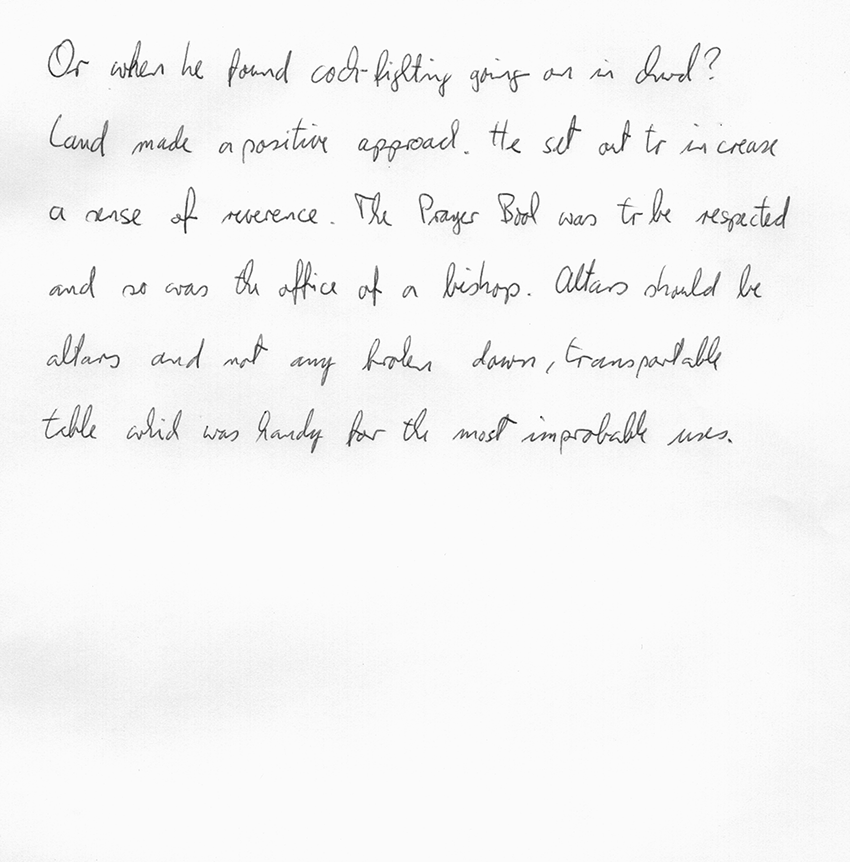 Or when he found cock-fighting going on in church?
Laud made a positive approach. He set out to increase
a sense of reverence. The Prayer Book was to be respected
and so was the office of a bishop. Altars should be
altars and not any broken down, transportable
table which was handy for the most improbable uses.